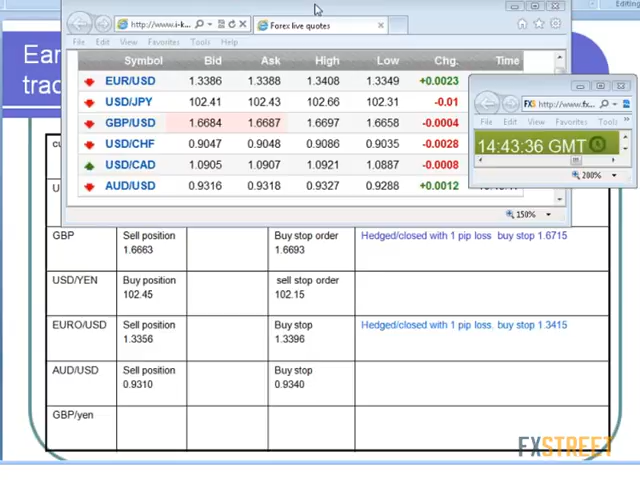 Editing
http://www.i-k...
Forex live quotes
File Edit View Favorites Tools Help
Ear
trac
Symbol Bid Ask High Low Chg. Time
EUR/USD 1.3386 1.3388 1.3408 1.3349 +0.0023
USD/JPY 102.41 102.43 102.66 102.31 -0.01
GBP/USD 1.6684 1.6687 1.6697 1.6658 -0.0004
USD/CHF 0.9047 0.9048 0.9086 0.9035 -0.0028
USD/CAD 1.0905 1.0907 1.0921 1.0887 -0.0008
AUD/USD 0.9316 0.9318 0.9327 0.9288 +0.0012
150%
FXS http://www.fx...
File Edit View Favorites Tools
14:43:36 GMT
200%
cu
U
GBP Sell position 1.6663 Buy stop order 1.6693 Hedged/closed with 1 pip loss buy stop 1.6715
USD/YEN Buy position 102.45 sell stop order 102.15
EURO/USD Sell position 1.3356 Buy stop 1.3396 Hedged/closed with 1 pip loss buy stop 1.3415
AUD/USD Sell position 0.9310 Buy stop 0.9340
GBP/yen
FXSTREET